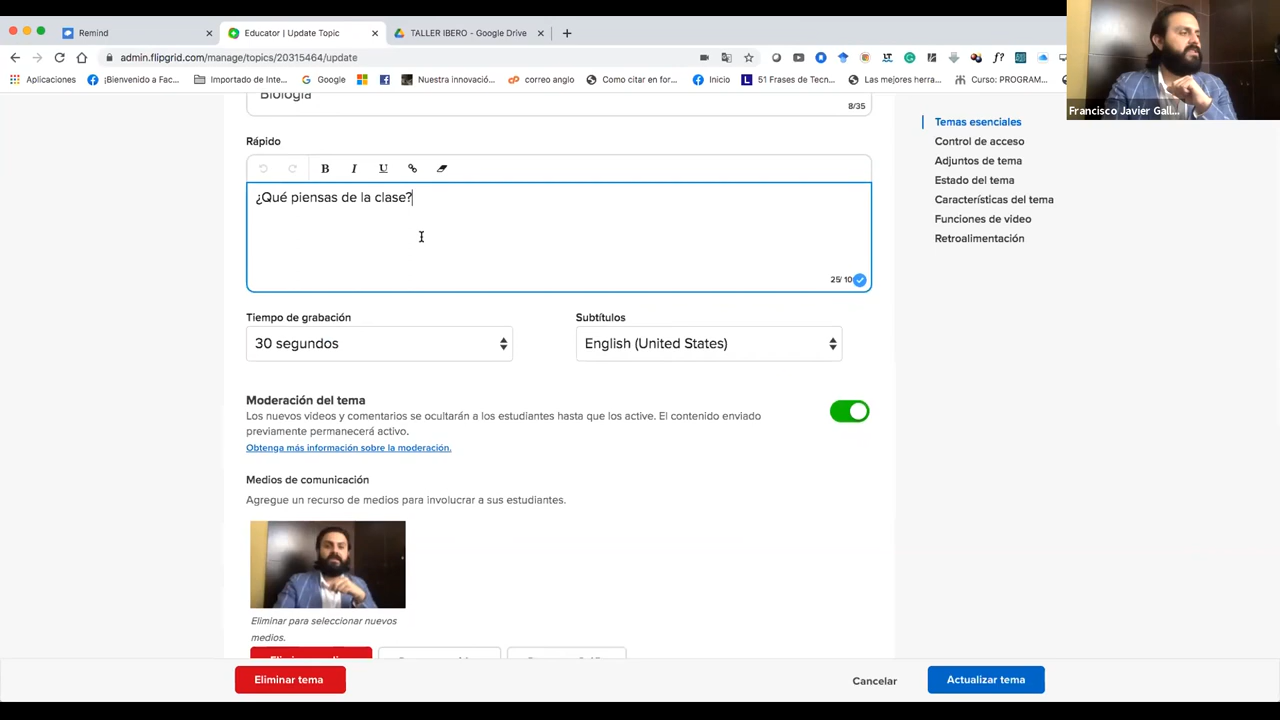 Remind
Educator | Update Topic
TALLER IBERO - Google Drive
admin.flipgrid.com/manage/topics/20315464/update
Aplicaciones
¡Bienvenido a Fac...
Importado de Inte...
Google
Nuestra innovació...
correo anglo
Como citar en for...
Inicio
51 Frases de Tecn...
Las mejores herra...
Curso: PROGRAM...
Francisco Javier Gall...
Biología
8/35
Rápido
B I U
¿Qué piensas de la clase?
25/ 10
Tiempo de grabación
30 segundos
Subtítulos
English (United States)
Moderación del tema
Los nuevos videos y comentarios se ocultarán a los estudiantes hasta que los active. El contenido enviado
previamente permanecerá activo.
Obtenga más información sobre la moderación.
Medios de comunicación
Agregue un recurso de medios para involucrar a sus estudiantes.
Eliminar para seleccionar nuevos
medios.
Temas esenciales
Control de acceso
Adjuntos de tema
Estado del tema
Características del tema
Funciones de video
Retroalimentación
Eliminar tema
Cancelar
Actualizar tema